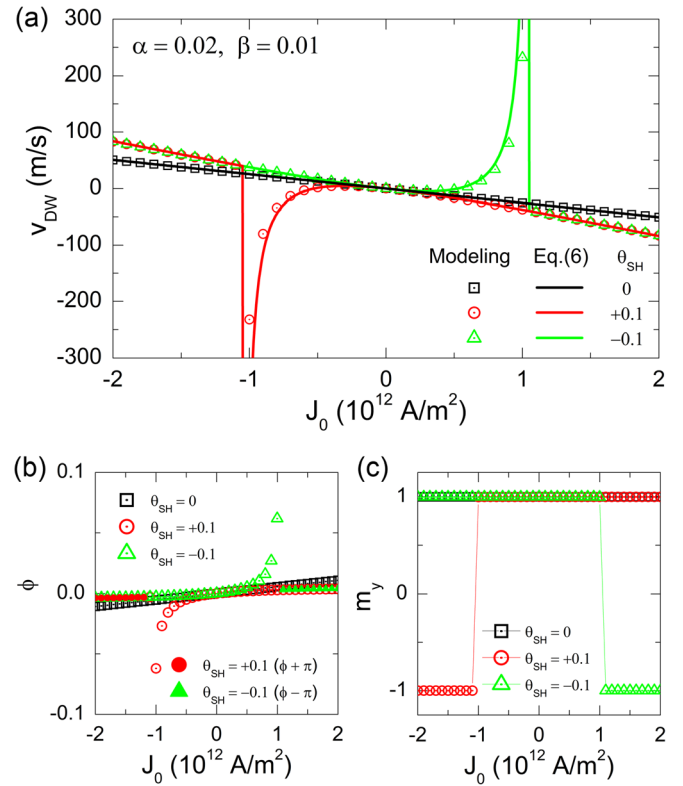 (a)
α = 0.02, β = 0.01
300
200
100
0
-100
-200
-300
v_DW (m/s)
Modeling Eq.(6) θ_SH
0
+0.1
−0.1
-2 -1 0 1 2
J_0 (10^12 A/m^2)
(b)
0.1
0.0
-0.1
ϕ
θ_SH = 0
θ_SH = +0.1
θ_SH = −0.1
θ_SH = +0.1 (ϕ + π)
θ_SH = −0.1 (ϕ − π)
-2 -1 0 1 2
J_0 (10^12 A/m^2)
(c)
1
0
-1
m_y
θ_SH = 0
θ_SH = +0.1
θ_SH = −0.1
-2 -1 0 1 2
J_0 (10^12 A/m^2)